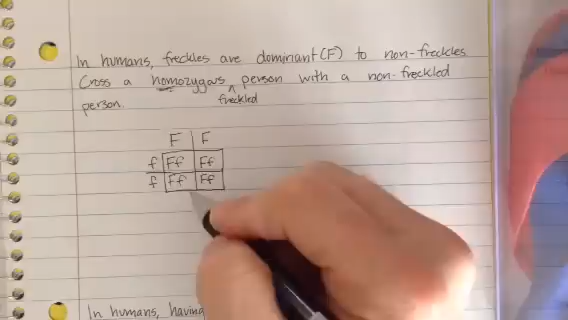 In humans, freckles are dominant (F) to non-freckles
Cross a homozygous person with a non-freckled
^
freckled
person.
F F
f Ff Ff
f Ff Ff
In humans, having